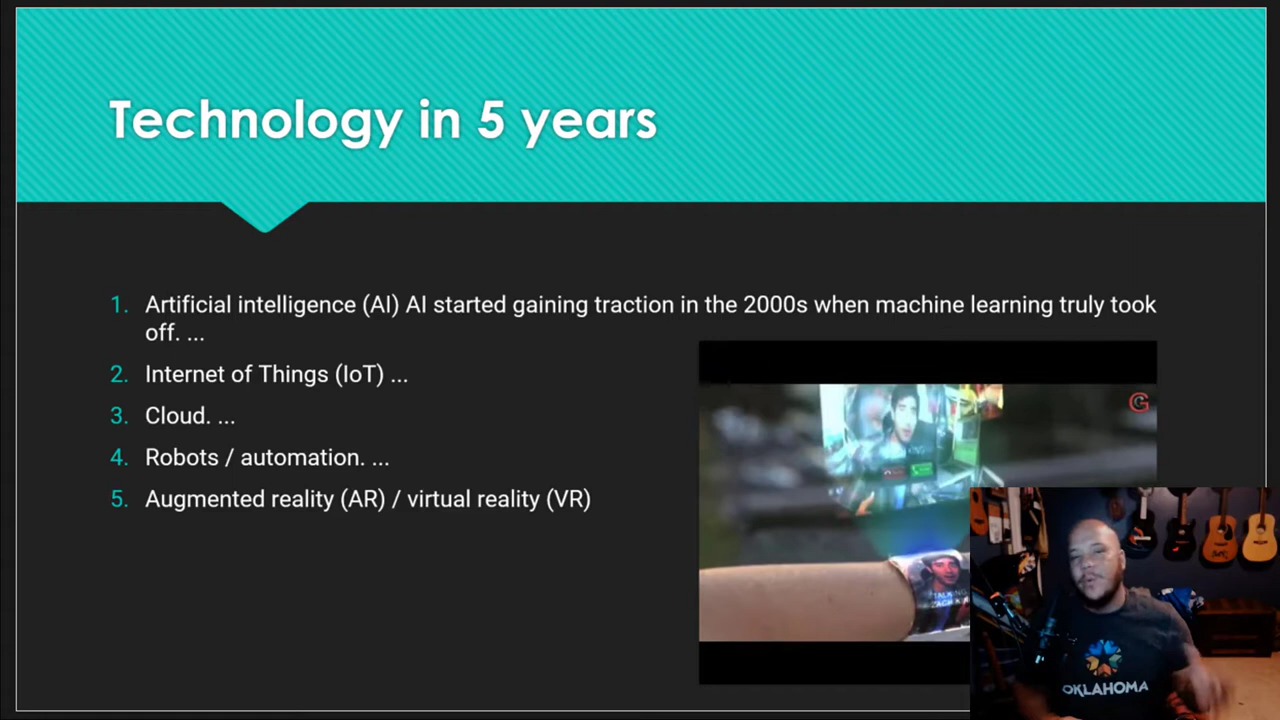 Technology in 5 years
1. Artificial intelligence (AI) AI started gaining traction in the 2000s when machine learning truly took
off. ...
2. Internet of Things (IoT) ...
3. Cloud. ...
4. Robots / automation. ...
5. Augmented reality (AR) / virtual reality (VR)
G
TALKING
OKLAHOMA